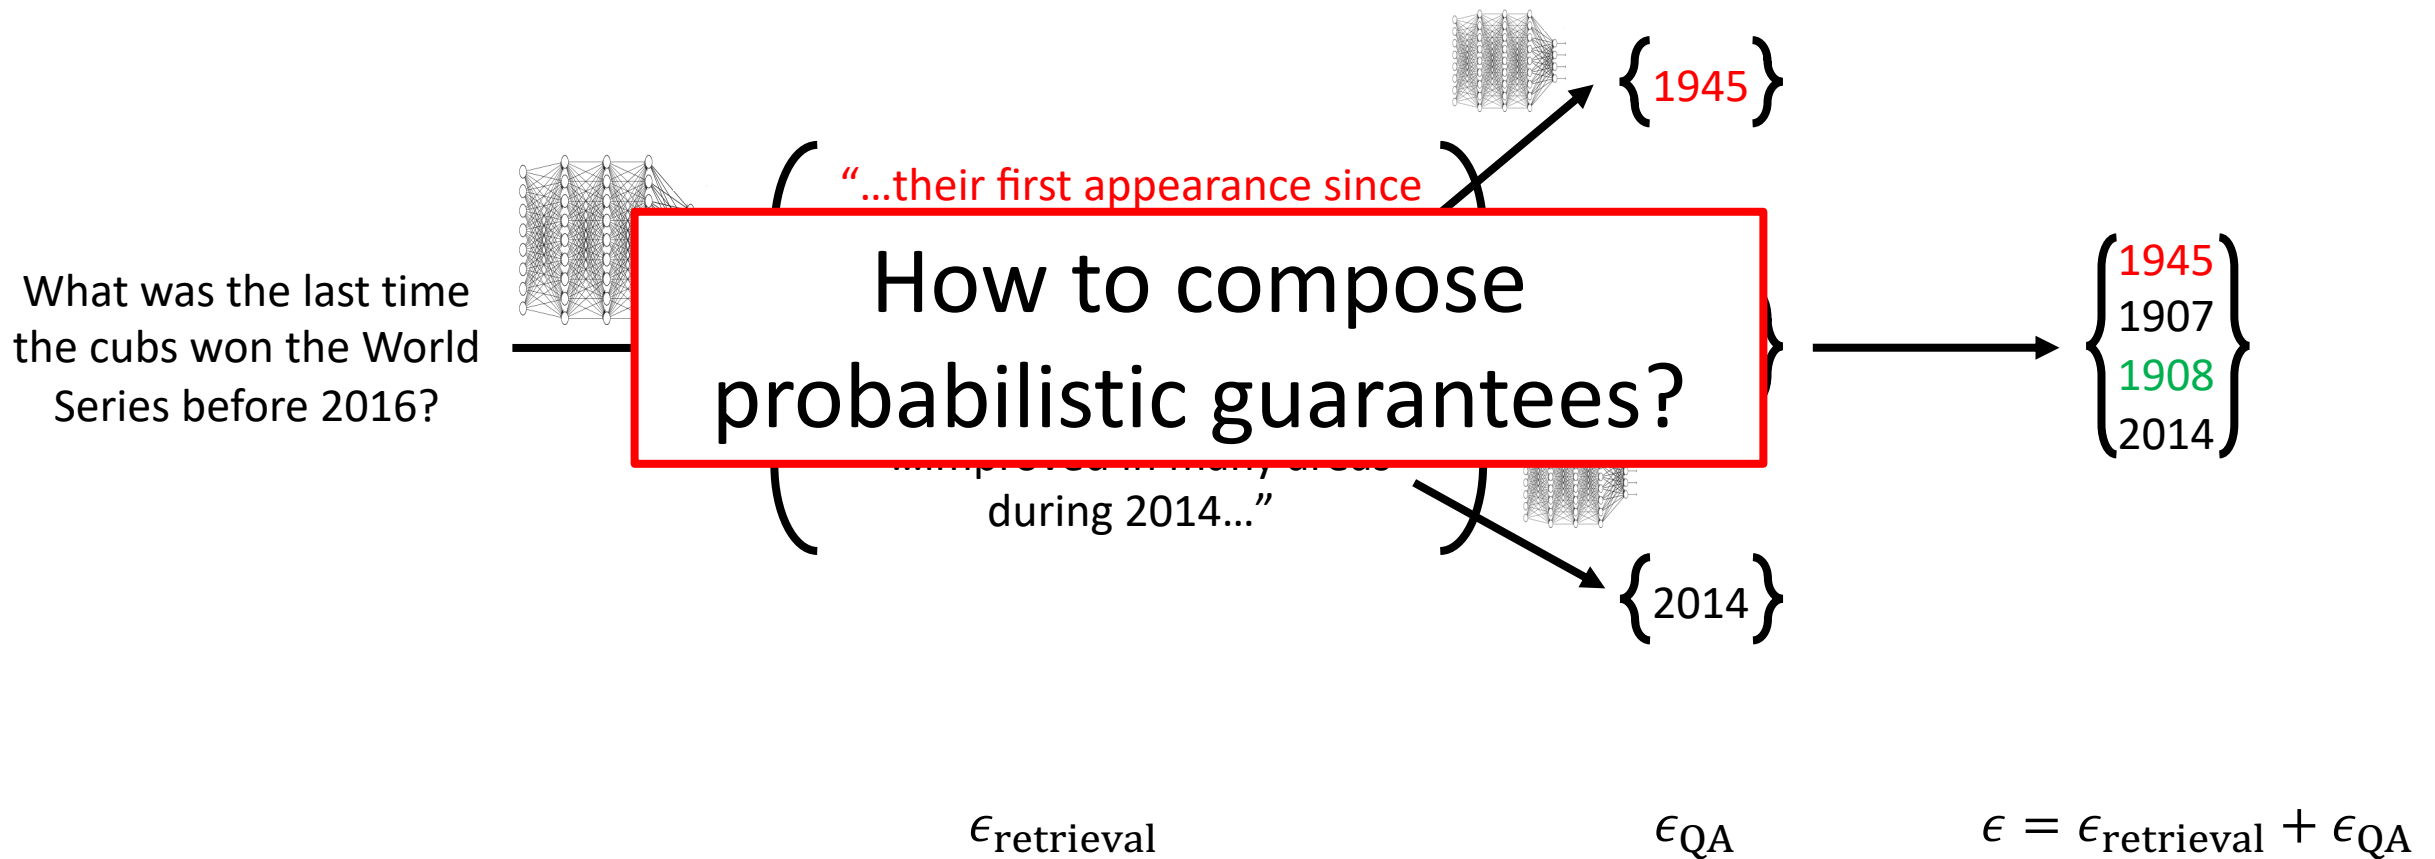 What was the last time
the cubs won the World
Series before 2016?
“…their first appearance since
How to compose
probabilistic guarantees?
during 2014…”
{1945}
}
{2014}
1945
1907
1908
2014
ϵretrieval
ϵQA
ϵ = ϵretrieval + ϵQA